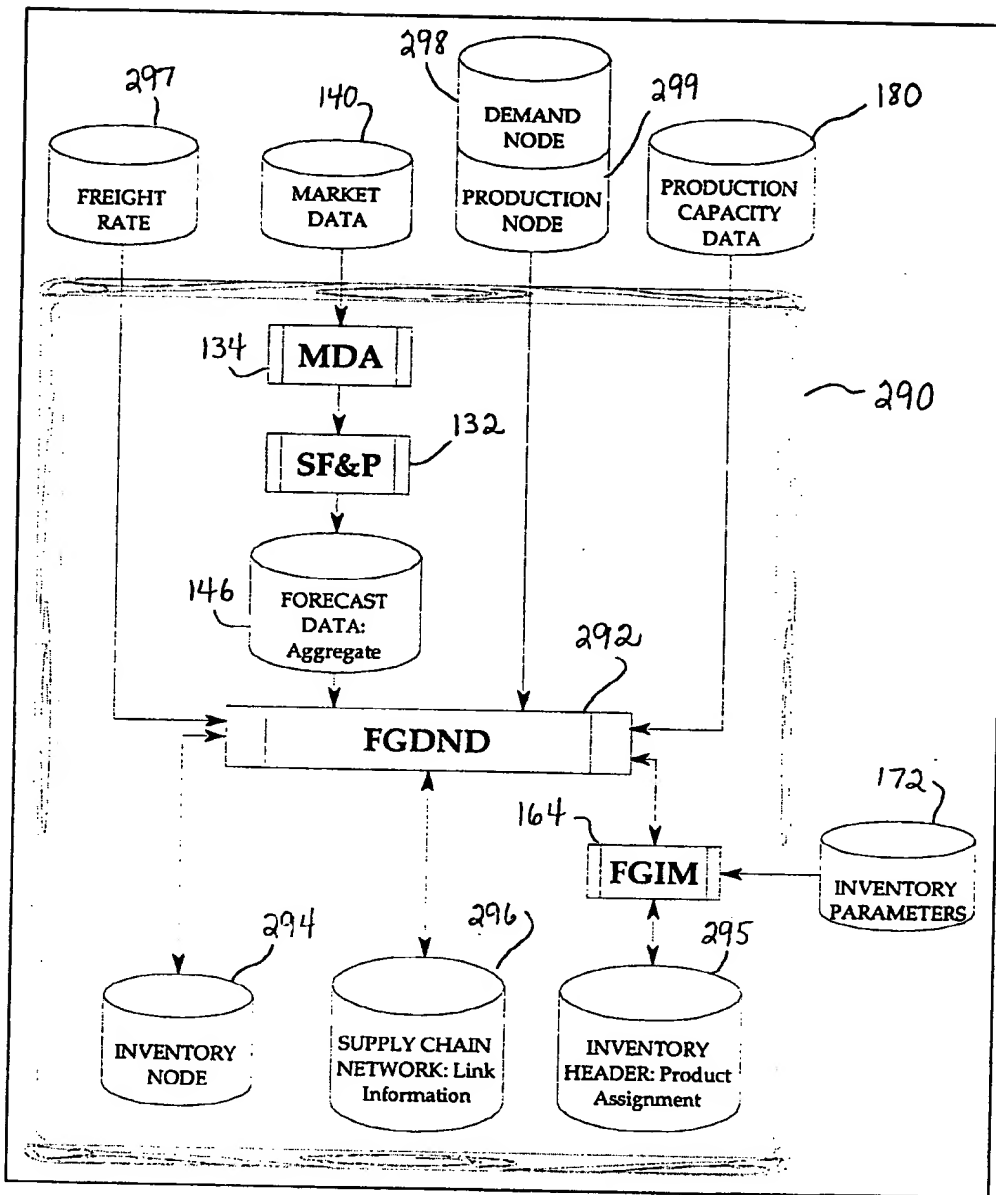 297
140
298
299
180
DEMAND
NODE
FREIGHT
RATE
MARKET
DATA
PRODUCTION
NODE
PRODUCTION
CAPACITY
DATA
134
MDA
290
132
SF&P
146
FORECAST
DATA:
Aggregate
292
FGDND
164
172
FGIM
INVENTORY
PARAMETERS
294
296
295
INVENTORY
NODE
SUPPLY CHAIN
NETWORK: Link
Information
INVENTORY
HEADER: Product
Assignment